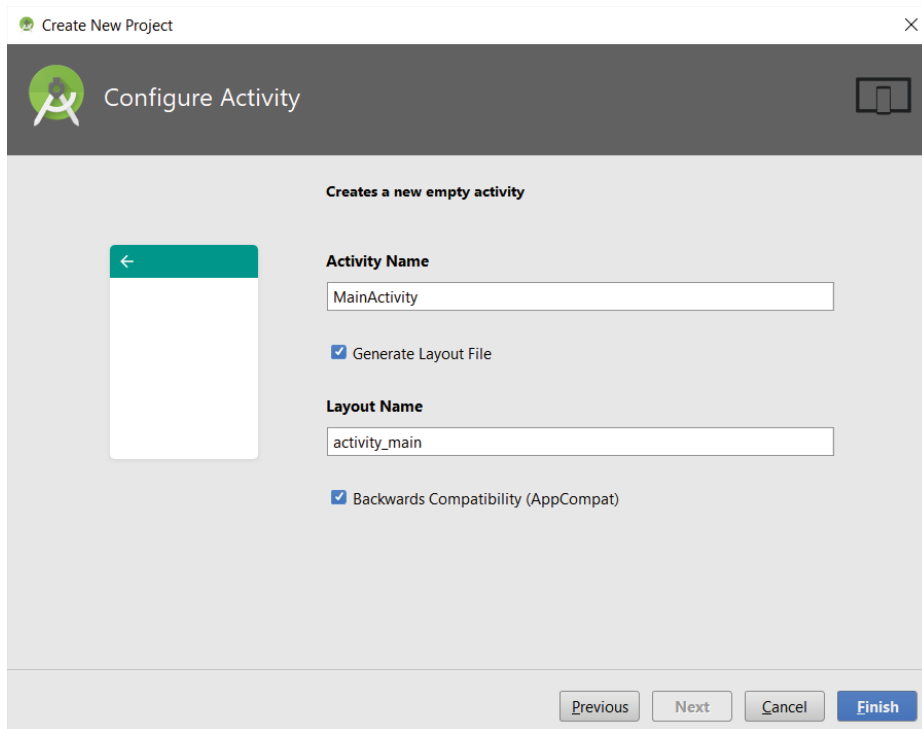 Create New Project
Configure Activity
Creates a new empty activity
Activity Name
MainActivity
Generate Layout File
Layout Name
activity_main
Backwards Compatibility (AppCompat)
Previous Next Cancel Finish